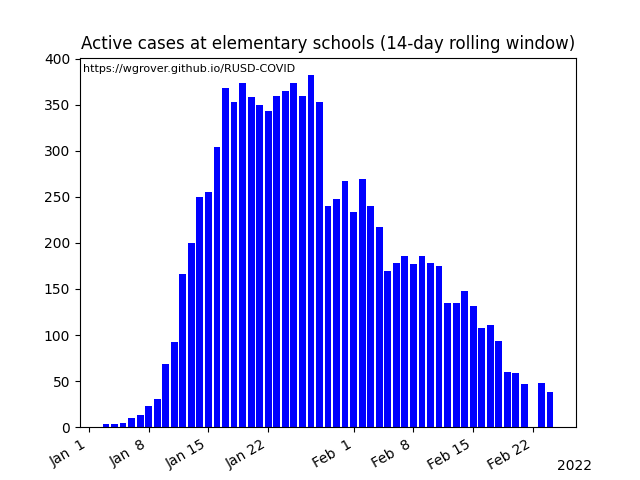 Active cases at elementary schools (14-day rolling window)
https://wgrover.github.io/RUSD-COVID
400
350
300
250
200
150
100
50
0
Jan 1
Jan 8
Jan 15
Jan 22
Feb 1
Feb 8
Feb 15
Feb 22
2022